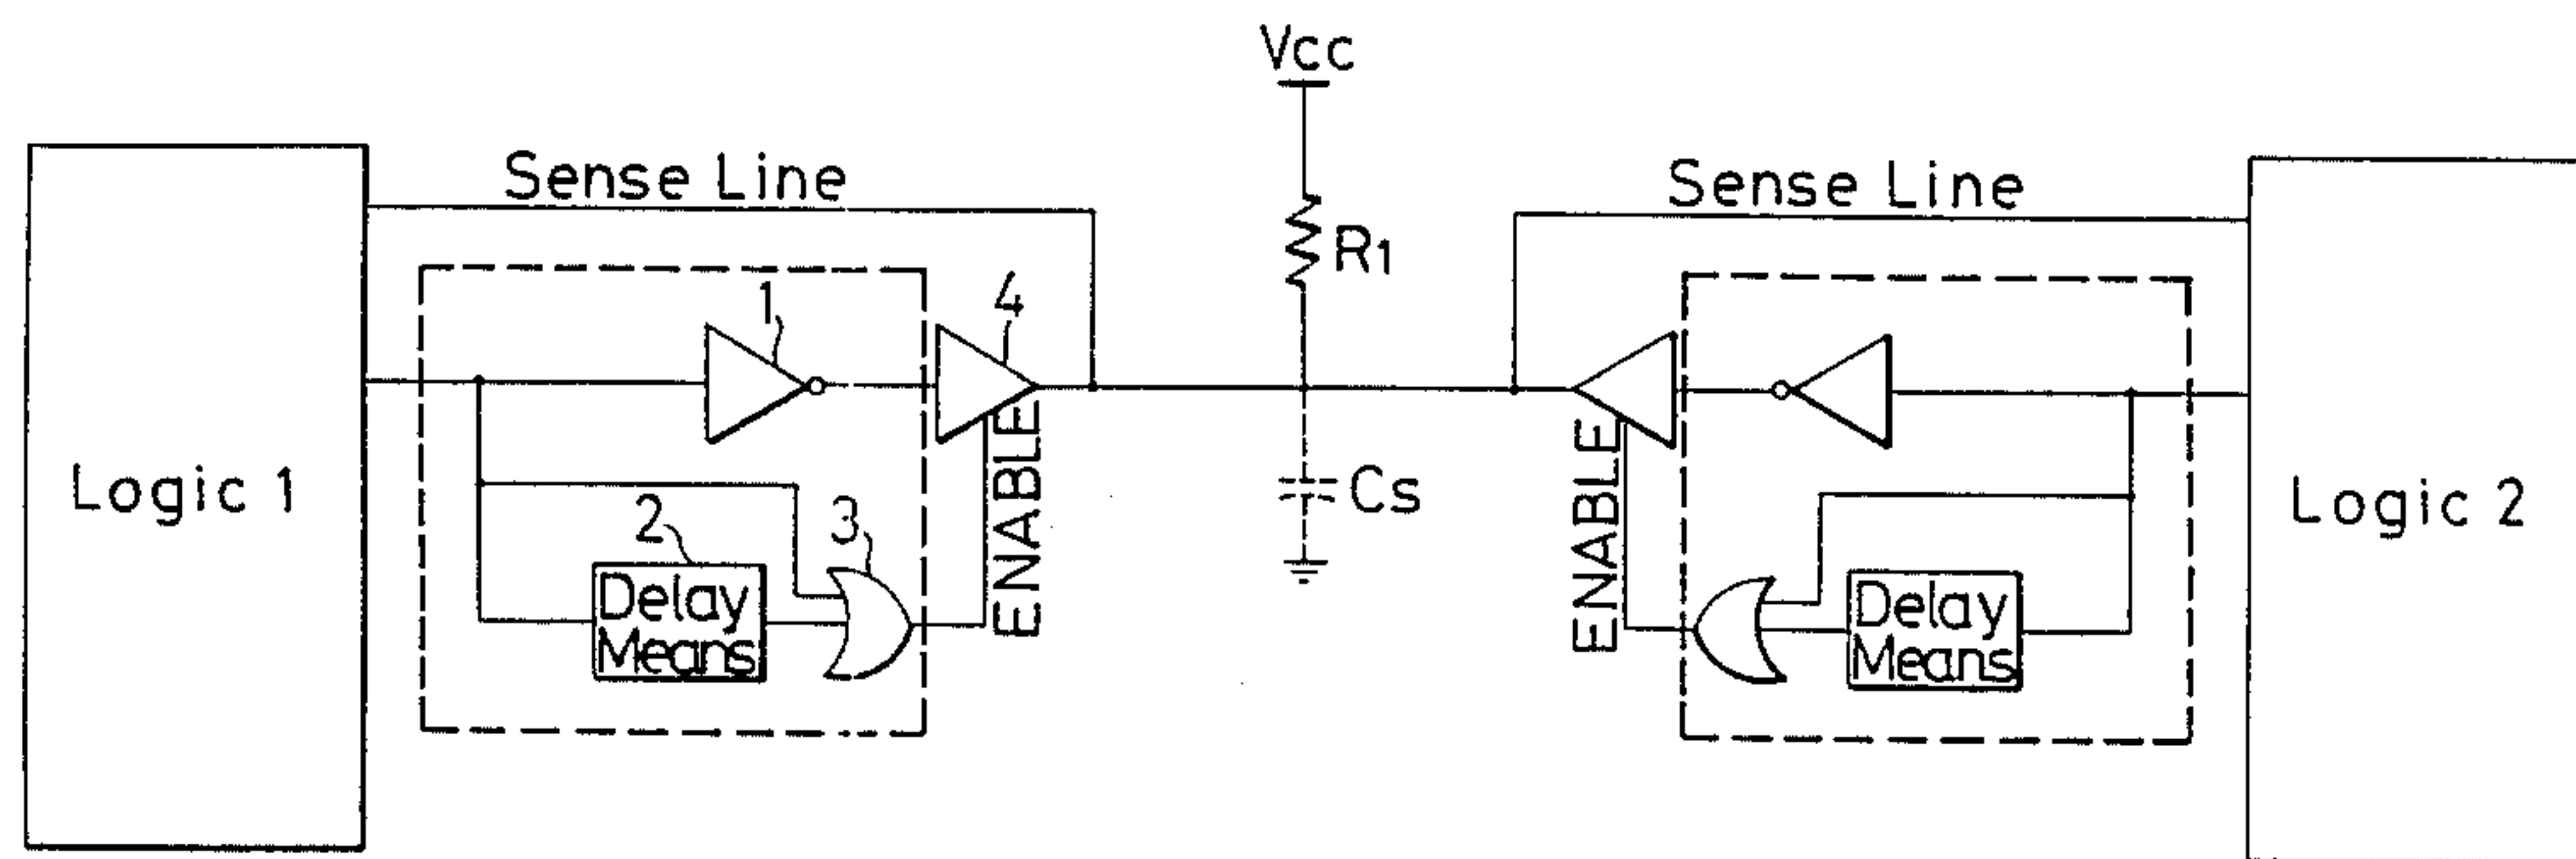 Vcc
Sense Line
Sense Line
R1
1
4
Logic 1
ENABLE
2
3
Delay
Means
Cs
ENABLE
Delay
Means
Logic 2